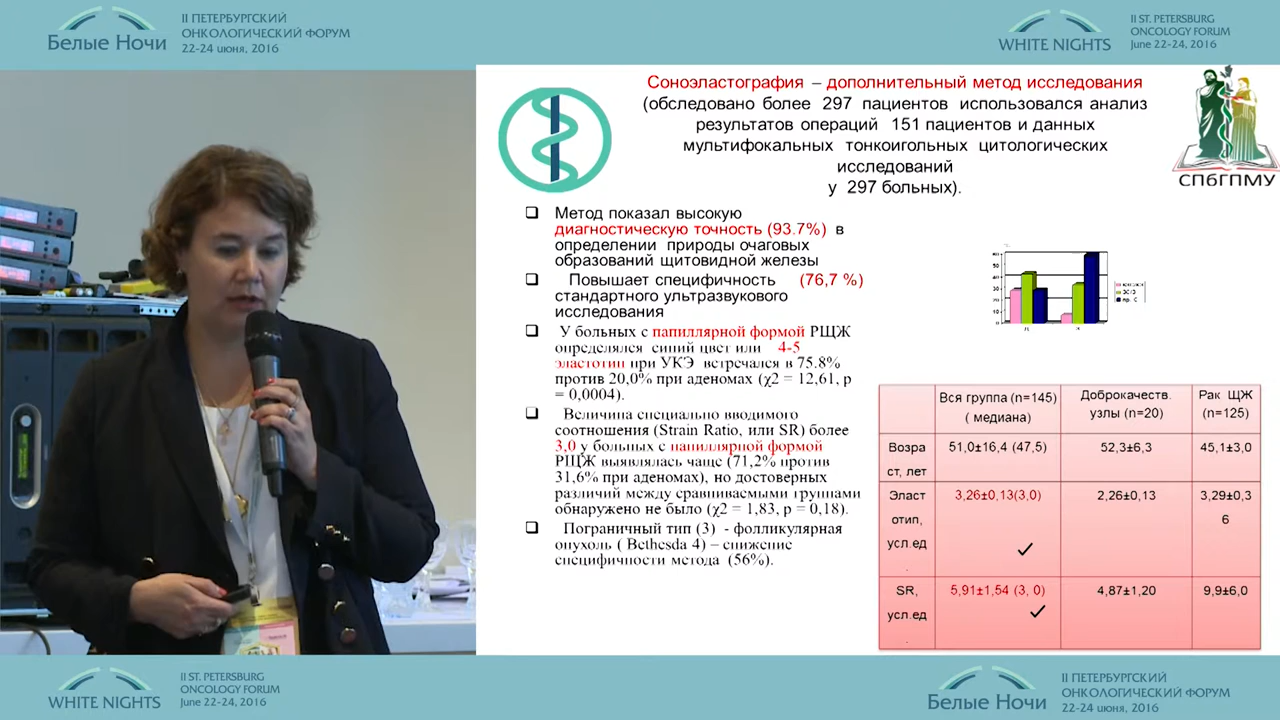 Белые Ночи
II ПЕТЕРБУРГСКИЙ
ОНКОЛОГИЧЕСКИЙ ФОРУМ
22-24 июня, 2016
WHITE NIGHTS
II ST. PETERSBURG
ONCOLOGY FORUM
June 22-24, 2016
Соноэластография – дополнительный метод исследования
(обследовано более 297 пациентов использовался анализ
результатов операций 151 пациентов и данных
мультифокальных тонкоигольных цитологических
исследований
у 297 больных).
СПбГПМУ
Метод показал высокую
диагностическую точность (93.7%) в
определении природы очаговых
образований щитовидной железы
Повышает специфичность (76,7 %)
стандартного ультразвукового
исследования
У больных с папиллярной формой РЩЖ
определялся синий цвет или 4-5
эластотип при УКЭ встречался в 75.8%
против 20,0% при аденомах (χ2 = 12,61, p
= 0,0004).
Величина специально вводимого
соотношения (Strain Ratio, или SR) более
3,0 у больных с папиллярной формой
РЩЖ выявлялась чаще (71,2% против
31,6% при аденомах), но достоверных
различий между сравниваемыми группами
обнаружено не было (χ2 = 1,83, p = 0,18).
Пограничный тип (3) - фолликулярная
опухоль ( Bethesda 4) – снижение
специфичности метода (56%).
Вся группа (n=145)
( медиана)
Доброкачеств.
узлы (n=20)
Рак ЩЖ
(n=125)
Возра
ст, лет
51,0±16,4 (47,5)
52,3±6,3
45,1±3,0
Эласт
отип,
усл.ед
.
3,26±0,13(3,0)
2,26±0,13
3,29±0,3
6
SR,
усл.ед
.
5,91±1,54 (3, 0)
4,87±1,20
9,9±6,0
WHITE NIGHTS
II ST. PETERSBURG
ONCOLOGY FORUM
June 22-24, 2016
Белые Ночи
II ПЕТЕРБУРГСКИЙ
ОНКОЛОГИЧЕСКИЙ ФОРУМ
22-24 июня, 2016